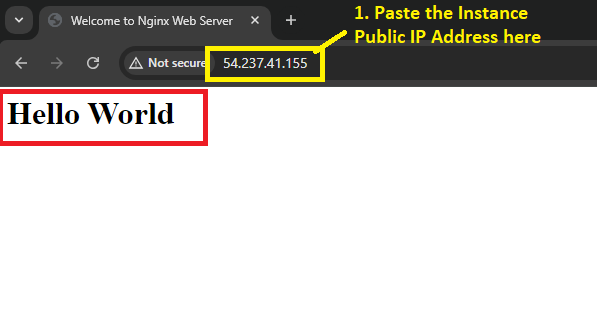 Welcome to Nginx Web Server
1. Paste the Instance
Public IP Address here
Not secure
54.237.41.155
Hello World